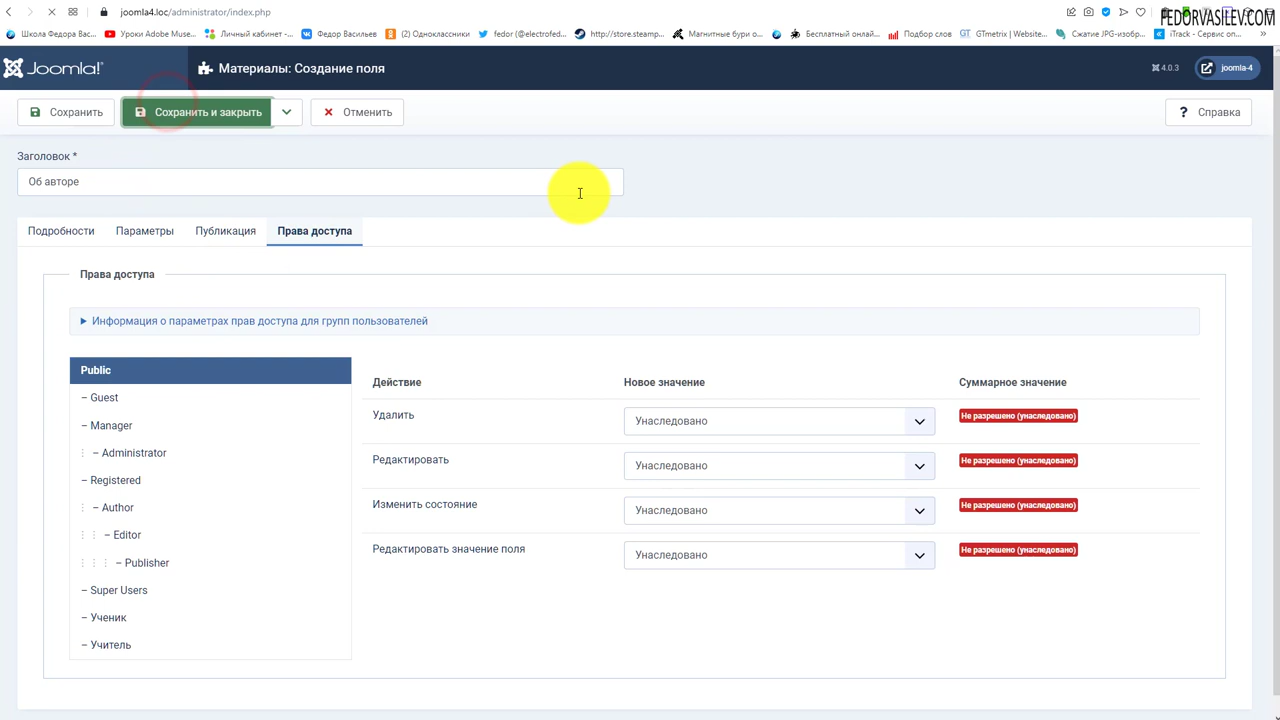 joomla4.loc/administrator/index.php
FEDORVASILEV.COM
Школа Федора Вас... Уроки Adobe Muse... Личный кабинет -... Федор Васильев (2) Одноклассники fedor (@electrofed... http://store.steamp... Магнитные бури о... Бесплатный онлай... Подбор слов GTmetrix | Website... Сжатие JPG-изобр... iTrack - Сервис оп... »
Joomla!® Материалы: Создание поля 4.0.3 joomla-4
Сохранить Сохранить и закрыть Отменить ? Справка
Заголовок *
Об авторе
Подробности Параметры Публикация Права доступа
Права доступа
Информация о параметрах прав доступа для групп пользователей
Public
– Guest
– Manager
– Administrator
– Registered
– Author
– Editor
– Publisher
– Super Users
– Ученик
– Учитель
Действие Новое значение Суммарное значение
Удалить Унаследовано Не разрешено (унаследовано)
Редактировать Унаследовано Не разрешено (унаследовано)
Изменить состояние Унаследовано Не разрешено (унаследовано)
Редактировать значение поля Унаследовано Не разрешено (унаследовано)